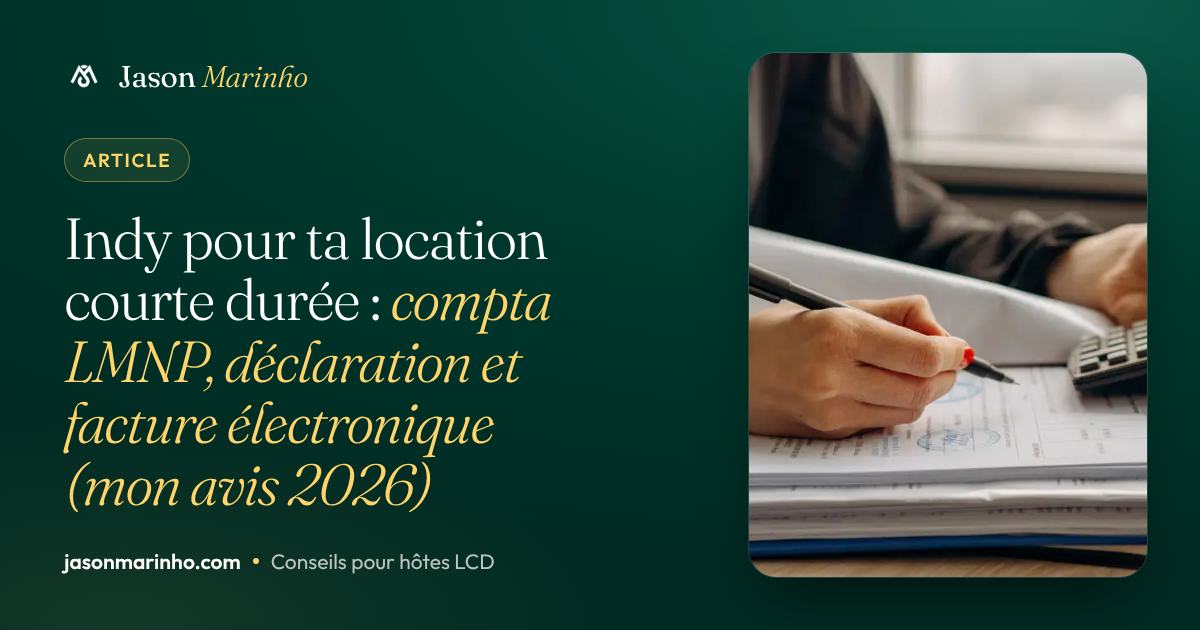 Jason Marinho
ARTICLE
Indy pour ta location
courte durée : compta
LMNP, déclaration et
facture électronique
(mon avis 2026)
jasonmarinho.com • Conseils pour hôtes LCD